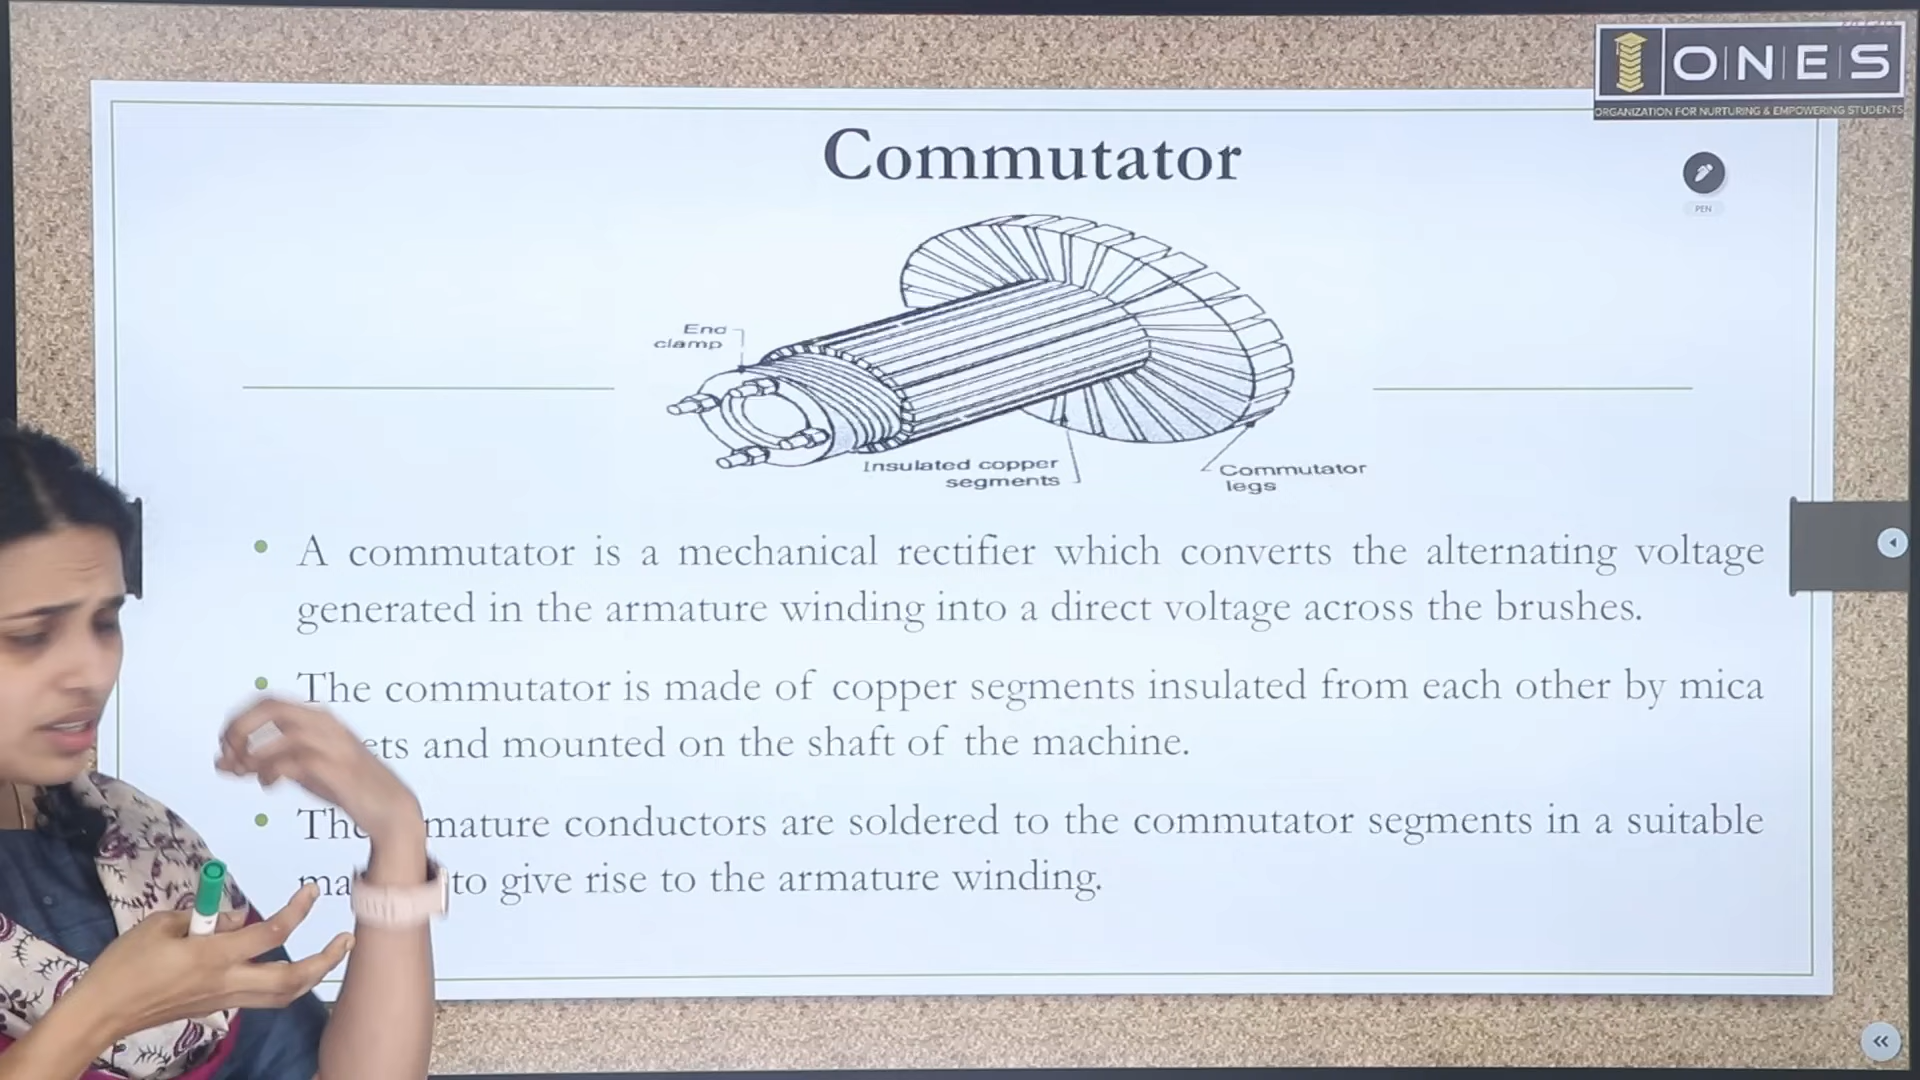 ONES
ORGANIZATION FOR NURTURING & EMPOWERING STUDENTS
Commutator
PEN
End
clamp
Insulated copper
segments
Commutator
legs
• A commutator is a mechanical rectifier which converts the alternating voltage
generated in the armature winding into a direct voltage across the brushes.
• The commutator is made of copper segments insulated from each other by mica
ets and mounted on the shaft of the machine.
• The mature conductors are soldered to the commutator segments in a suitable
ma to give rise to the armature winding.